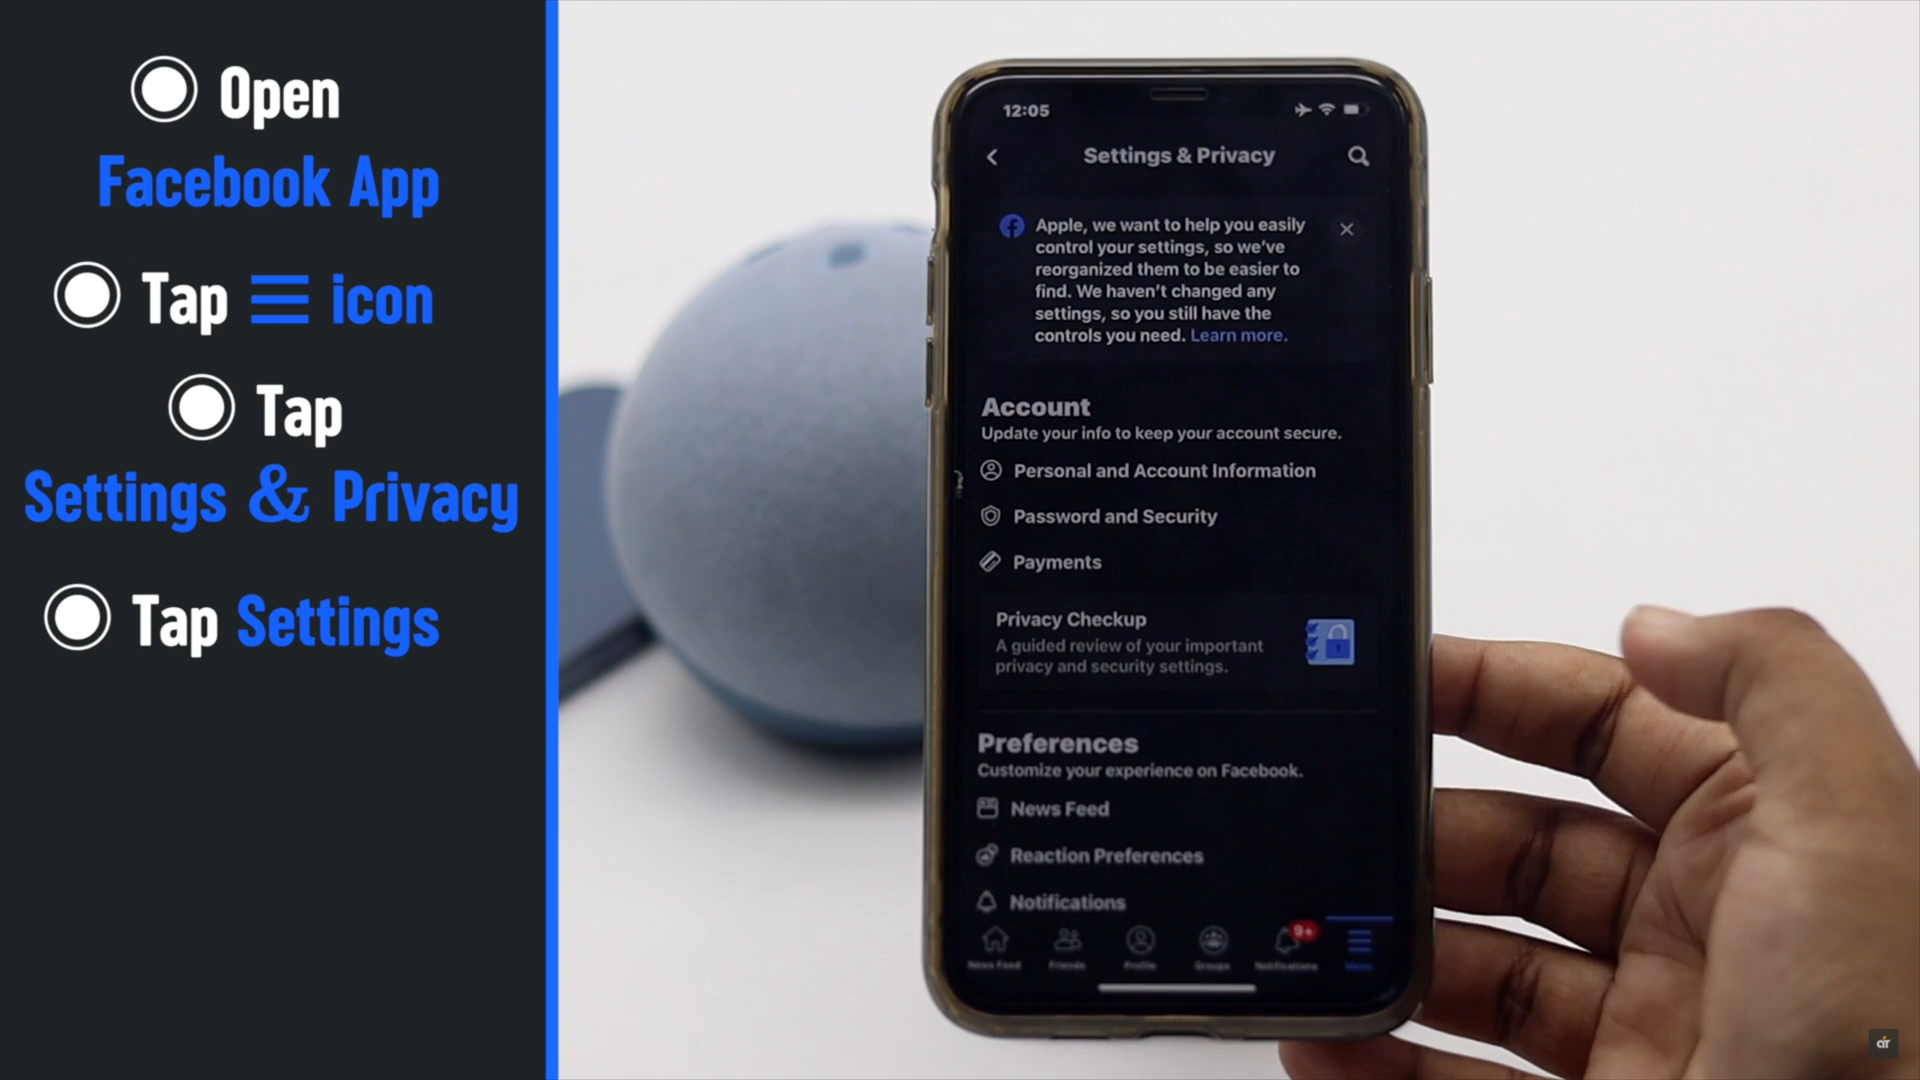 Open
Facebook App
Tap icon
Tap
Settings & Privacy
Tap Settings
12:05
Settings & Privacy
Apple, we want to help you easily
control your settings, so we've
reorganized them to be easier to
find. We haven't changed any
settings, so you still have the
controls you need. Learn more.
Account
Update your info to keep your account secure.
Personal and Account Information
Password and Security
Payments
Privacy Checkup
A guided review of your important
privacy and security settings.
Preferences
Customize your experience on Facebook.
News Feed
Reaction Preferences
Notifications
9+
News Feed Friends Profile Groups Notifications Menu